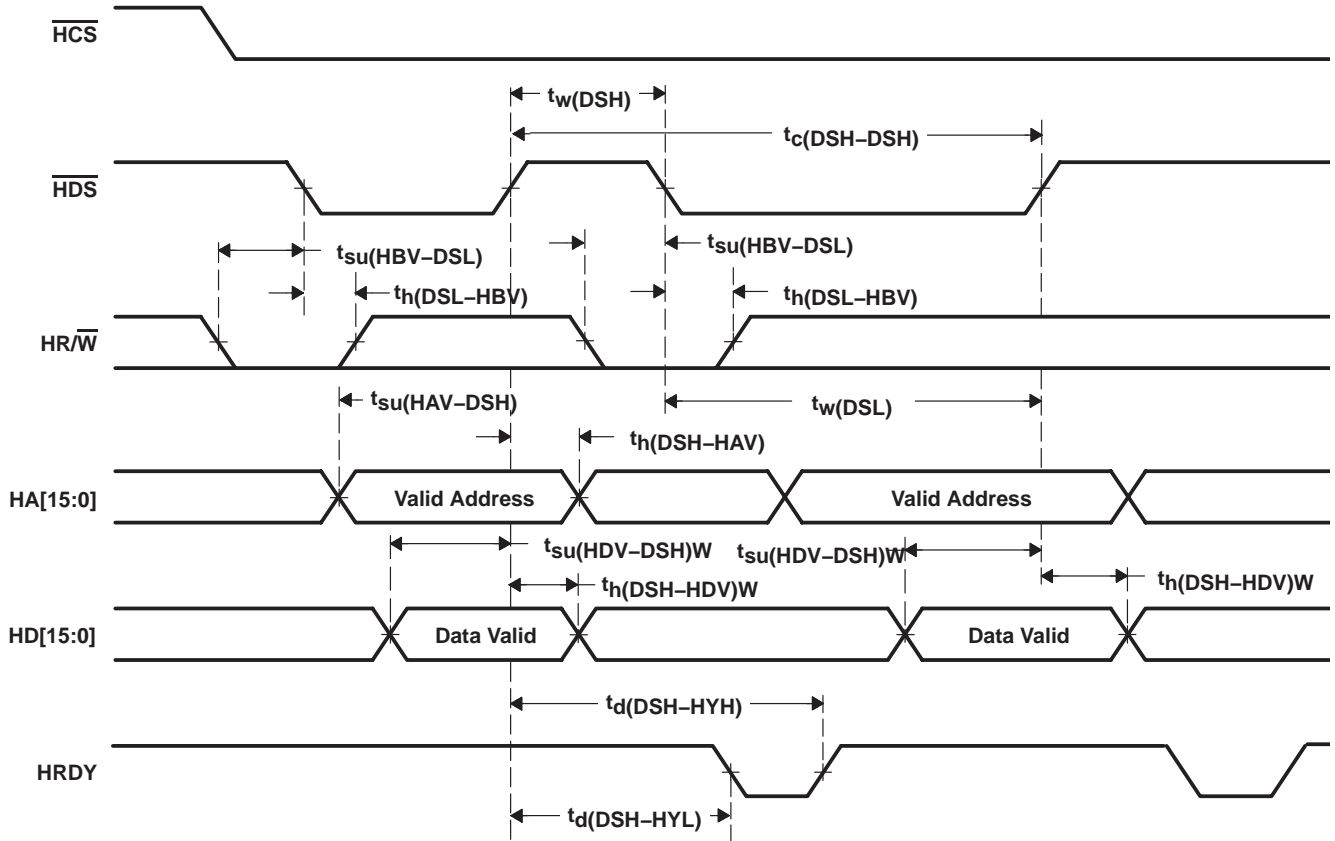 HCS
tw(DSH)
tc(DSH–DSH)
HDS
tsu(HBV–DSL)
tsu(HBV–DSL)
th(DSL–HBV)
th(DSL–HBV)
HR/W
tsu(HAV–DSH)
tw(DSL)
th(DSH–HAV)
HA[15:0]
Valid Address
Valid Address
tsu(HDV–DSH)W
tsu(HDV–DSH)W
th(DSH–HDV)W
th(DSH–HDV)W
HD[15:0]
Data Valid
Data Valid
td(DSH–HYH)
HRDY
td(DSH–HYL)